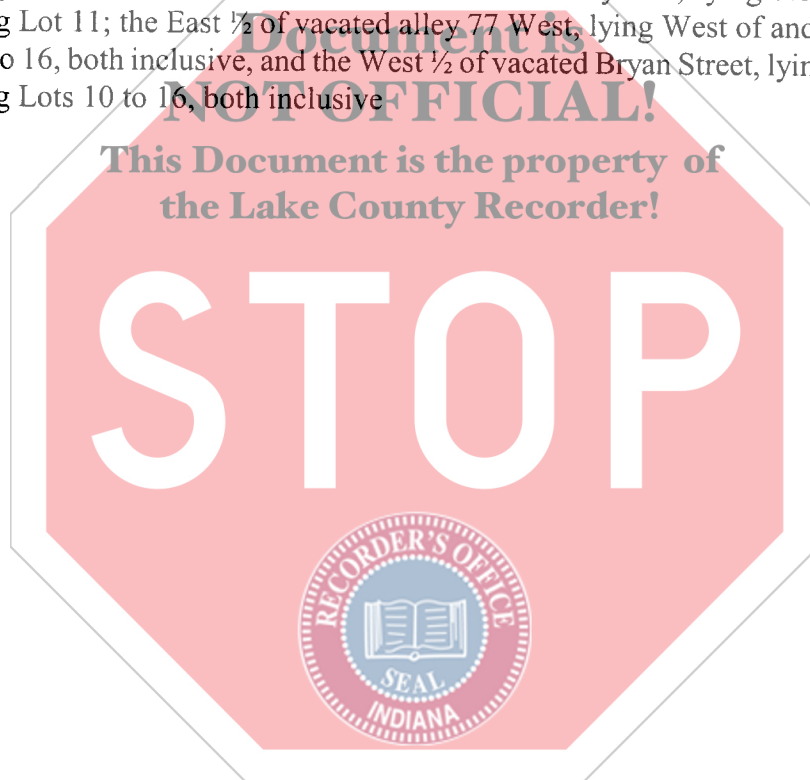 g Lot 11; the East ½ of vacated alley 77 West, lying West of and
o 16, both inclusive, and the West ½ of vacated Bryan Street, lyin
g Lots 10 to 16, both inclusive
Document is
NOT OFFICIAL!
This Document is the property of
the Lake County Recorder!
STOP
RECORDER'S OFFICE
SEAL
INDIANA